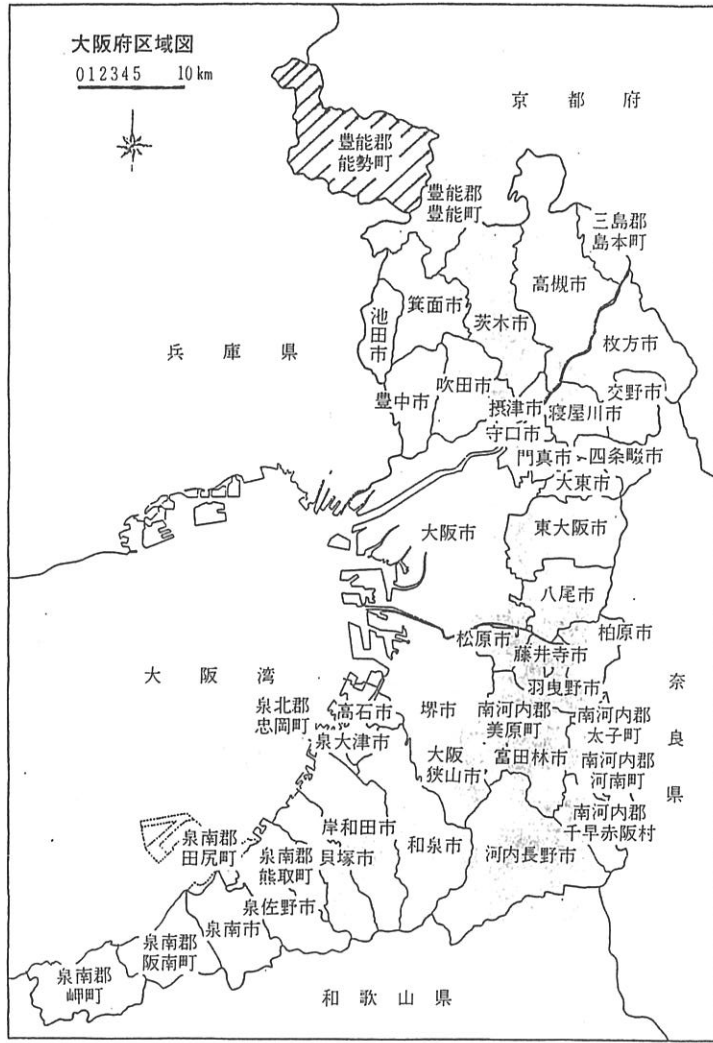 大阪府区域図
012345 10km
京都府
豊能郡
能勢町
豊能郡
豊能町
三島郡
島本町
高槻市
箕面市
茨木市
池田市
枚方市
兵庫県
吹田市
交野市
豊中市
摂津市
寝屋川市
守口市
門真市
四条畷市
大東市
大阪市
東大阪市
八尾市
松原市
柏原市
藤井寺市
大阪湾
羽曳野市
奈良県
泉北郡
忠岡町
高石市
堺市
南河内郡
美原町
南河内郡
太子町
泉大津市
大阪
狭山市
富田林市
南河内郡
河南町
南河内郡
千早赤阪村
泉南郡
田尻町
泉南郡
熊取町
岸和田市
貝塚市
和泉市
河内長野市
泉佐野市
泉南市
泉南郡
阪南町
泉南郡
岬町
和歌山県